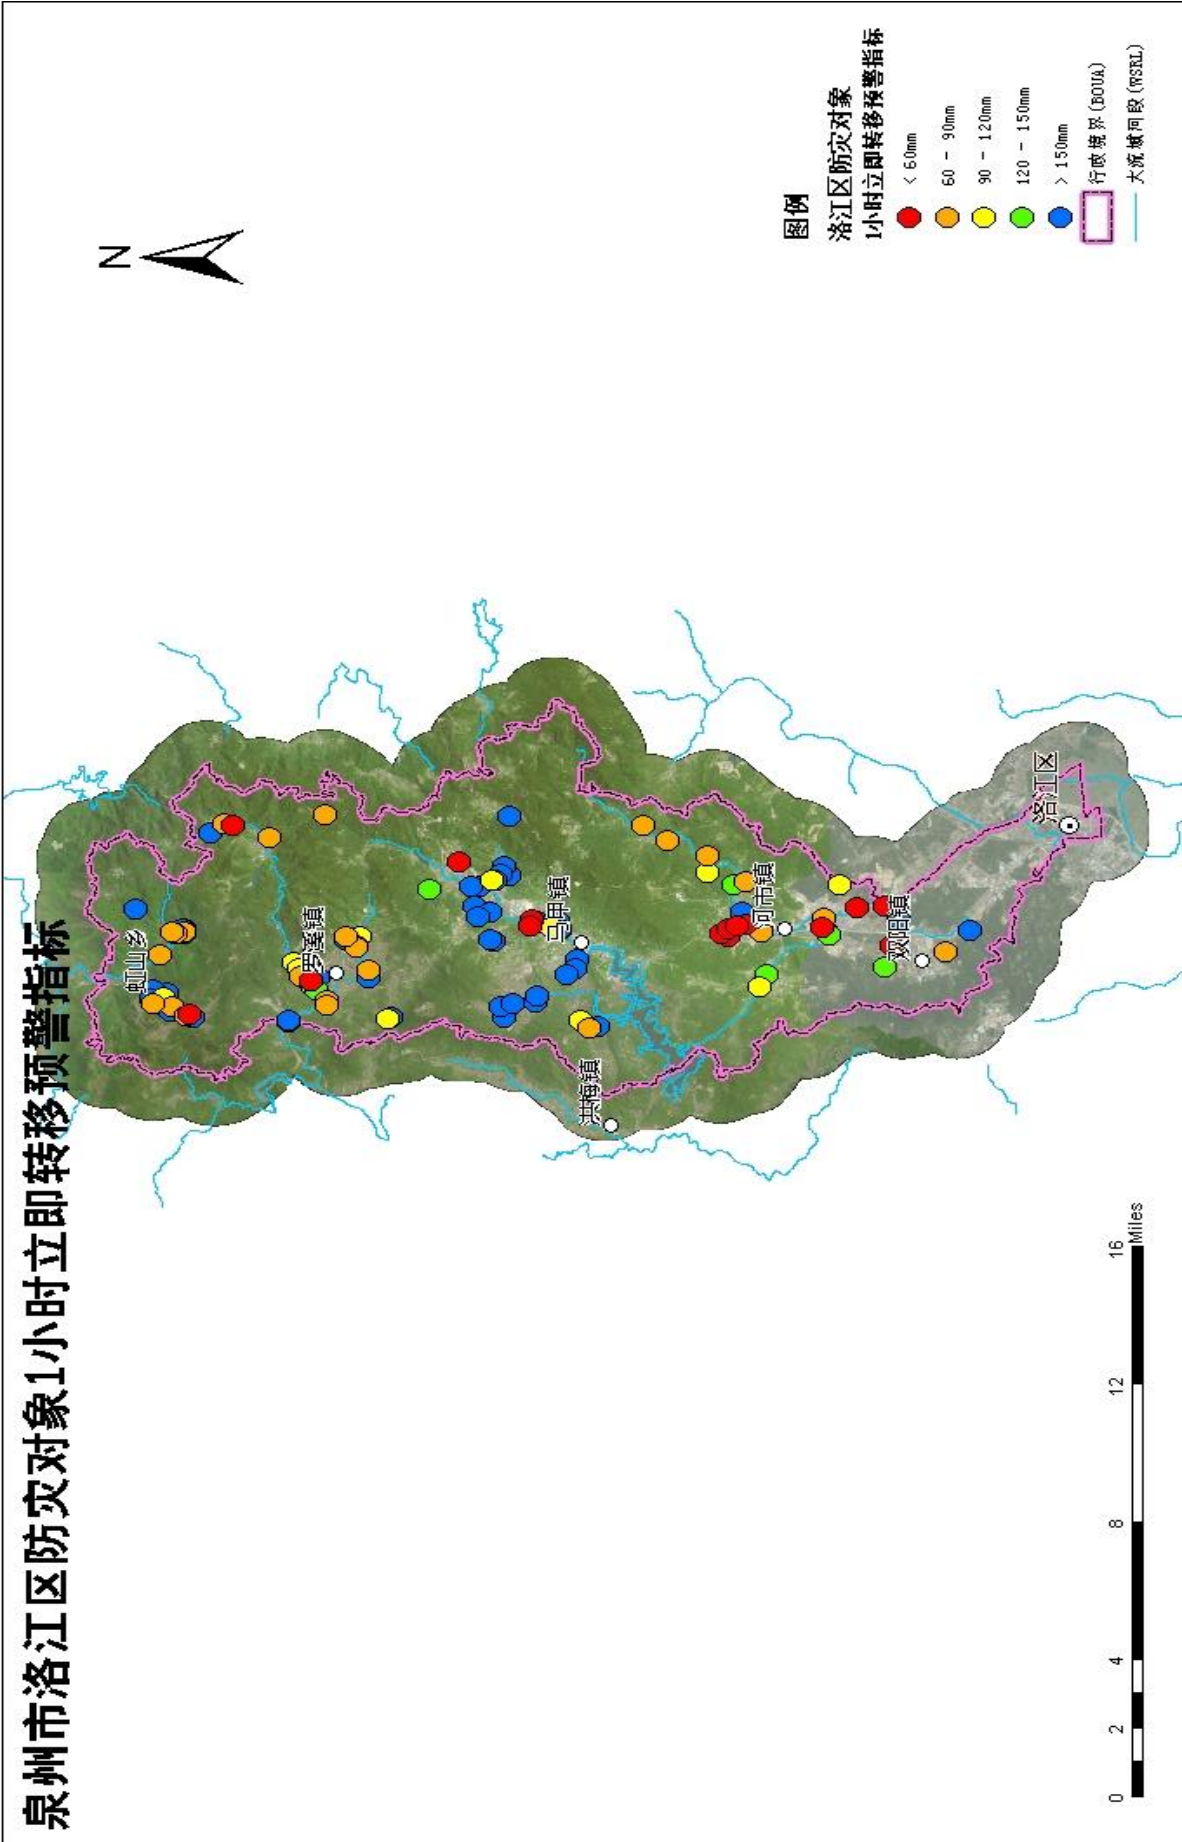 泉州市洛江区防灾对象1小时立即转移预警指标
N
虹山乡
罗溪镇
马甲镇
洪梅镇
河市镇
双阳镇
洛江区
图例
洛江区防灾对象
1小时立即转移预警指标
< 60mm
60 - 90mm
90 - 120mm
120 - 150mm
> 150mm
行政境界(BOUA)
大流域河段(WSRL)
0 2 4 8 12 16
Miles